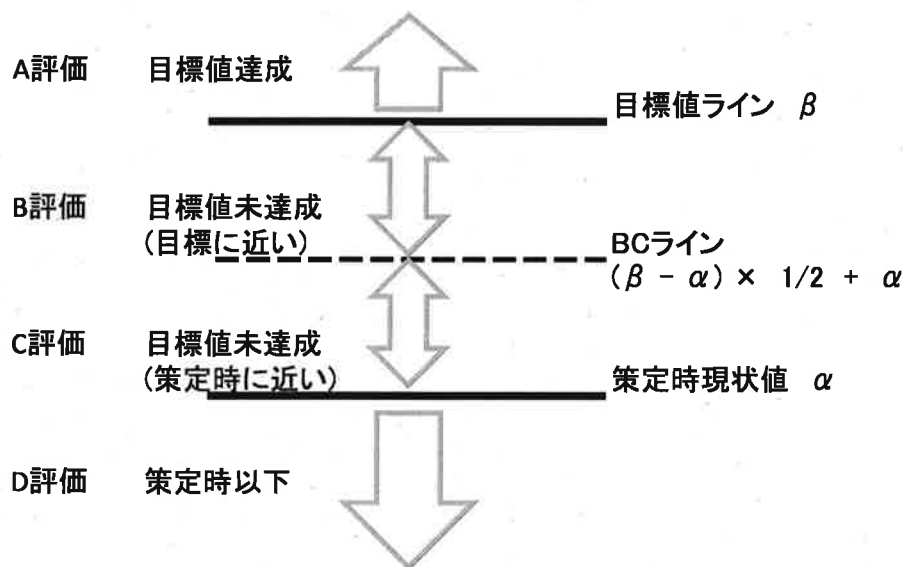 A評価 目標値達成
目標値ライン β
B評価 目標値未達成
(目標に近い)
BCライン
(β - α) × 1/2 + α
C評価 目標値未達成
(策定時に近い)
策定時現状値 α
D評価 策定時以下